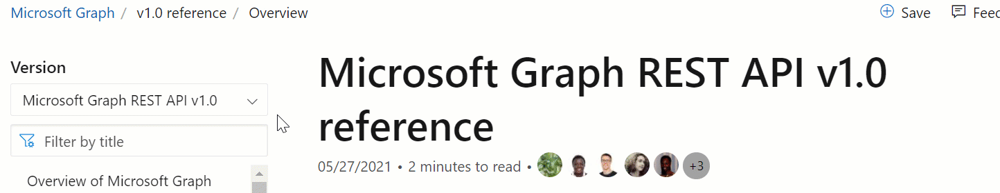 Microsoft Graph / v1.0 reference / Overview
Save
Feed
Version
Microsoft Graph REST API v1.0
Filter by title
Overview of Microsoft Graph
Microsoft Graph REST API v1.0
reference
05/27/2021 • 2 minutes to read •
+3